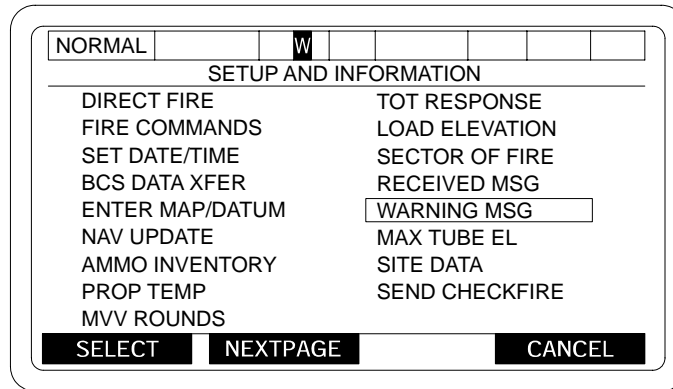 NORMAL W
SETUP AND INFORMATION
DIRECT FIRE
FIRE COMMANDS
SET DATE/TIME
BCS DATA XFER
ENTER MAP/DATUM
NAV UPDATE
AMMO INVENTORY
PROP TEMP
MVV ROUNDS
TOT RESPONSE
LOAD ELEVATION
SECTOR OF FIRE
RECEIVED MSG
WARNING MSG
MAX TUBE EL
SITE DATA
SEND CHECKFIRE
SELECT NEXTPAGE CANCEL